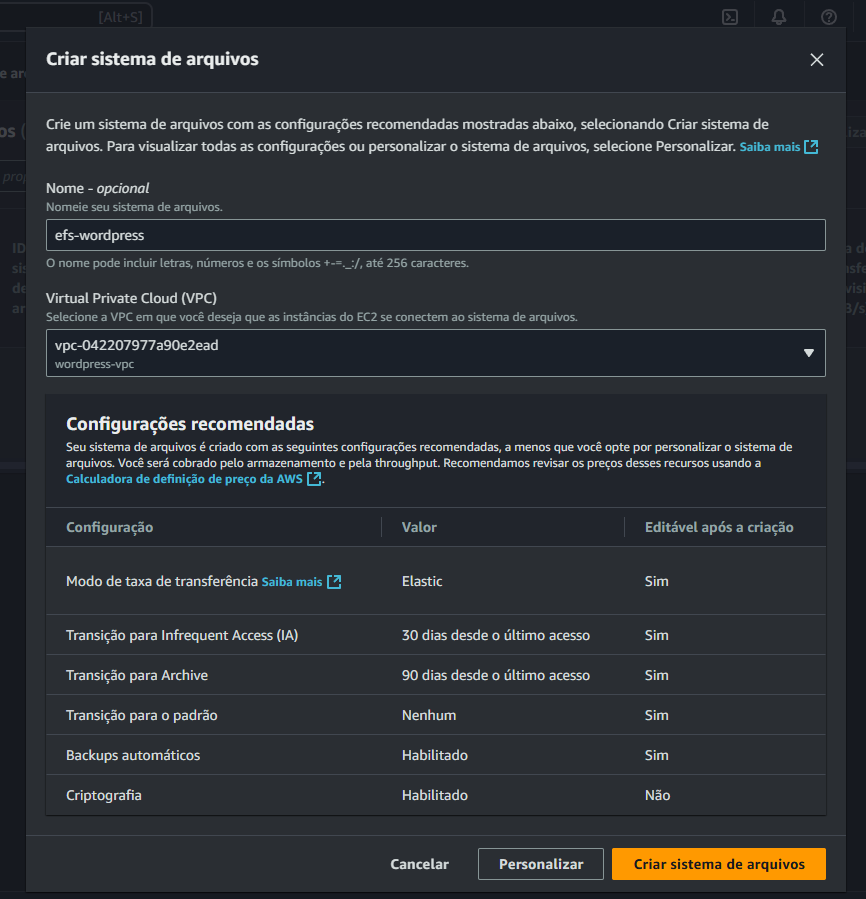 [Alt+S]
Criar sistema de arquivos
Crie um sistema de arquivos com as configurações recomendadas mostradas abaixo, selecionando Criar sistema de
arquivos. Para visualizar todas as configurações ou personalizar o sistema de arquivos, selecione Personalizar. Saiba mais
Nome - opcional
Nomeie seu sistema de arquivos.
efs-wordpress
O nome pode incluir letras, números e os símbolos +-=._:/, até 256 caracteres.
Virtual Private Cloud (VPC)
Selecione a VPC em que você deseja que as instâncias do EC2 se conectem ao sistema de arquivos.
vpc-042207977a90e2ead
wordpress-vpc
Configurações recomendadas
Seu sistema de arquivos é criado com as seguintes configurações recomendadas, a menos que você opte por personalizar o sistema de
arquivos. Você será cobrado pelo armazenamento e pela throughput. Recomendamos revisar os preços desses recursos usando a
Calculadora de definição de preço da AWS.
Configuração Valor Editável após a criação
Modo de taxa de transferência Saiba mais Elastic Sim
Transição para Infrequent Access (IA) 30 dias desde o último acesso Sim
Transição para Archive 90 dias desde o último acesso Sim
Transição para o padrão Nenhum Sim
Backups automáticos Habilitado Sim
Criptografia Habilitado Não
Cancelar Personalizar Criar sistema de arquivos